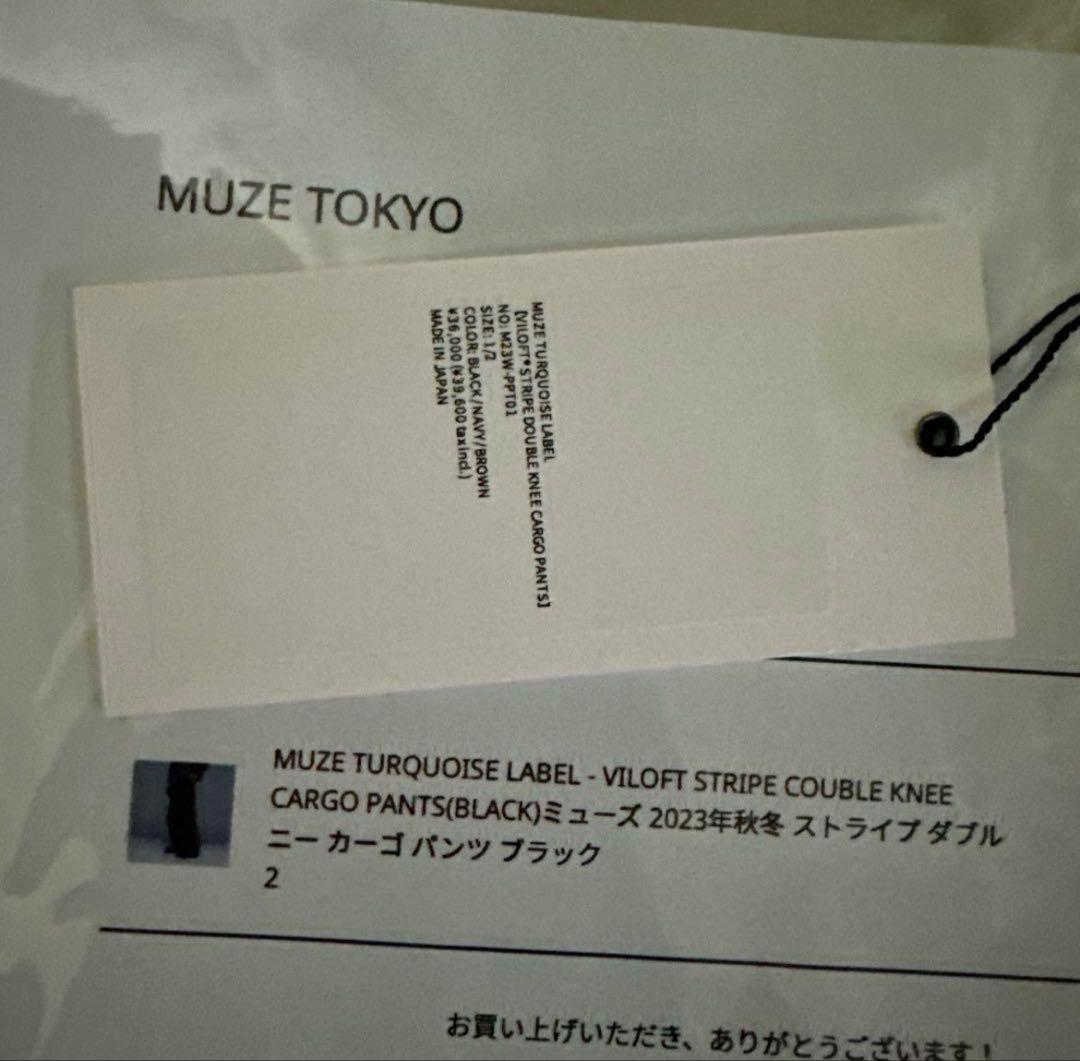 MUZE TOKYO
MUZE TURQUOISE LABEL
[VILOFT® STRIPE DOUBLE KNEE CARGO PANTS]
NO: M23W-PPT01
SIZE: 1/2
COLOR: BLACK/NAVY/BROWN
¥36,000 (¥39,600 tax incl.)
MADE IN JAPAN
MUZE TURQUOISE LABEL - VILOFT STRIPE COUBLE KNEE
CARGO PANTS(BLACK)ミューズ 2023年秋冬 ストライプ ダブル
ニー カーゴ パンツ ブラック
2
お買い上げいただき、ありがとうございます！